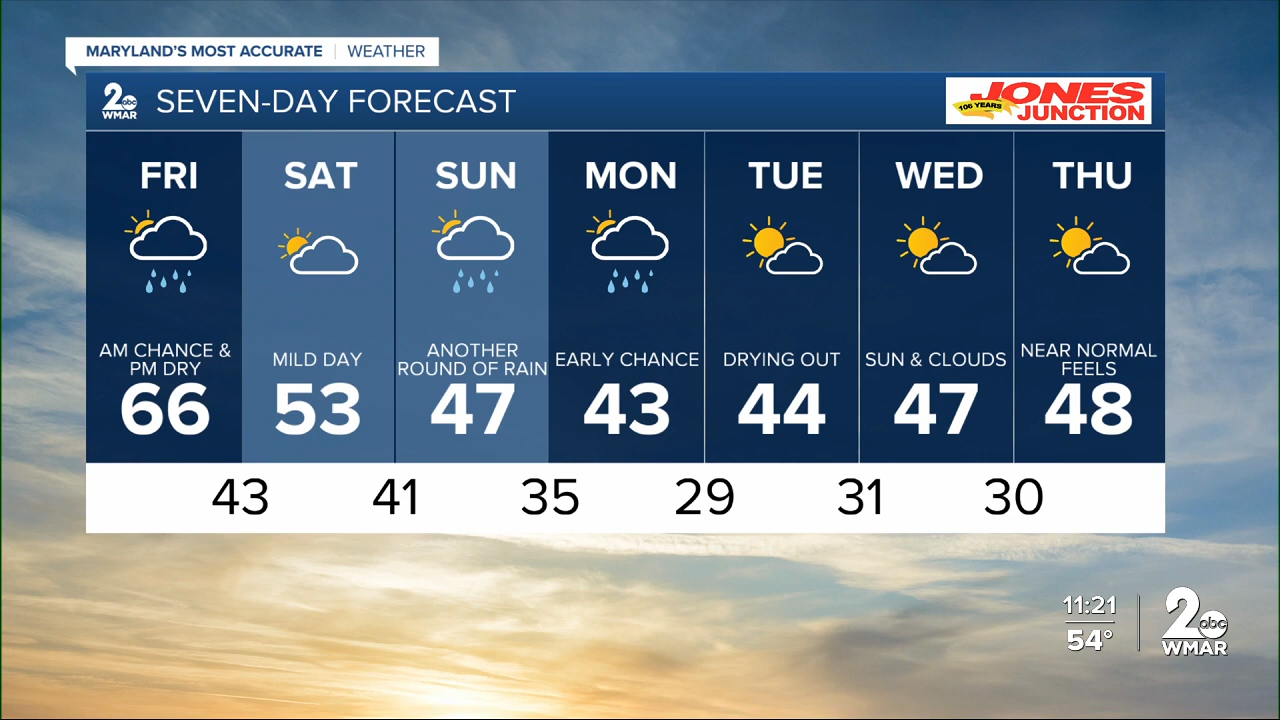 MARYLAND'S MOST ACCURATE | WEATHER
2 abc
WMAR
SEVEN-DAY FORECAST
JONES
106 YEARS
JUNCTION
FRI SAT SUN MON TUE WED THU
AM CHANCE &
PM DRY
MILD DAY
ANOTHER
ROUND OF RAIN
EARLY CHANCE
DRYING OUT
SUN & CLOUDS
NEAR NORMAL
FEELS
66 53 47 43 44 47 48
43 41 35 29 31 30
11:21
54°
2 abc
WMAR